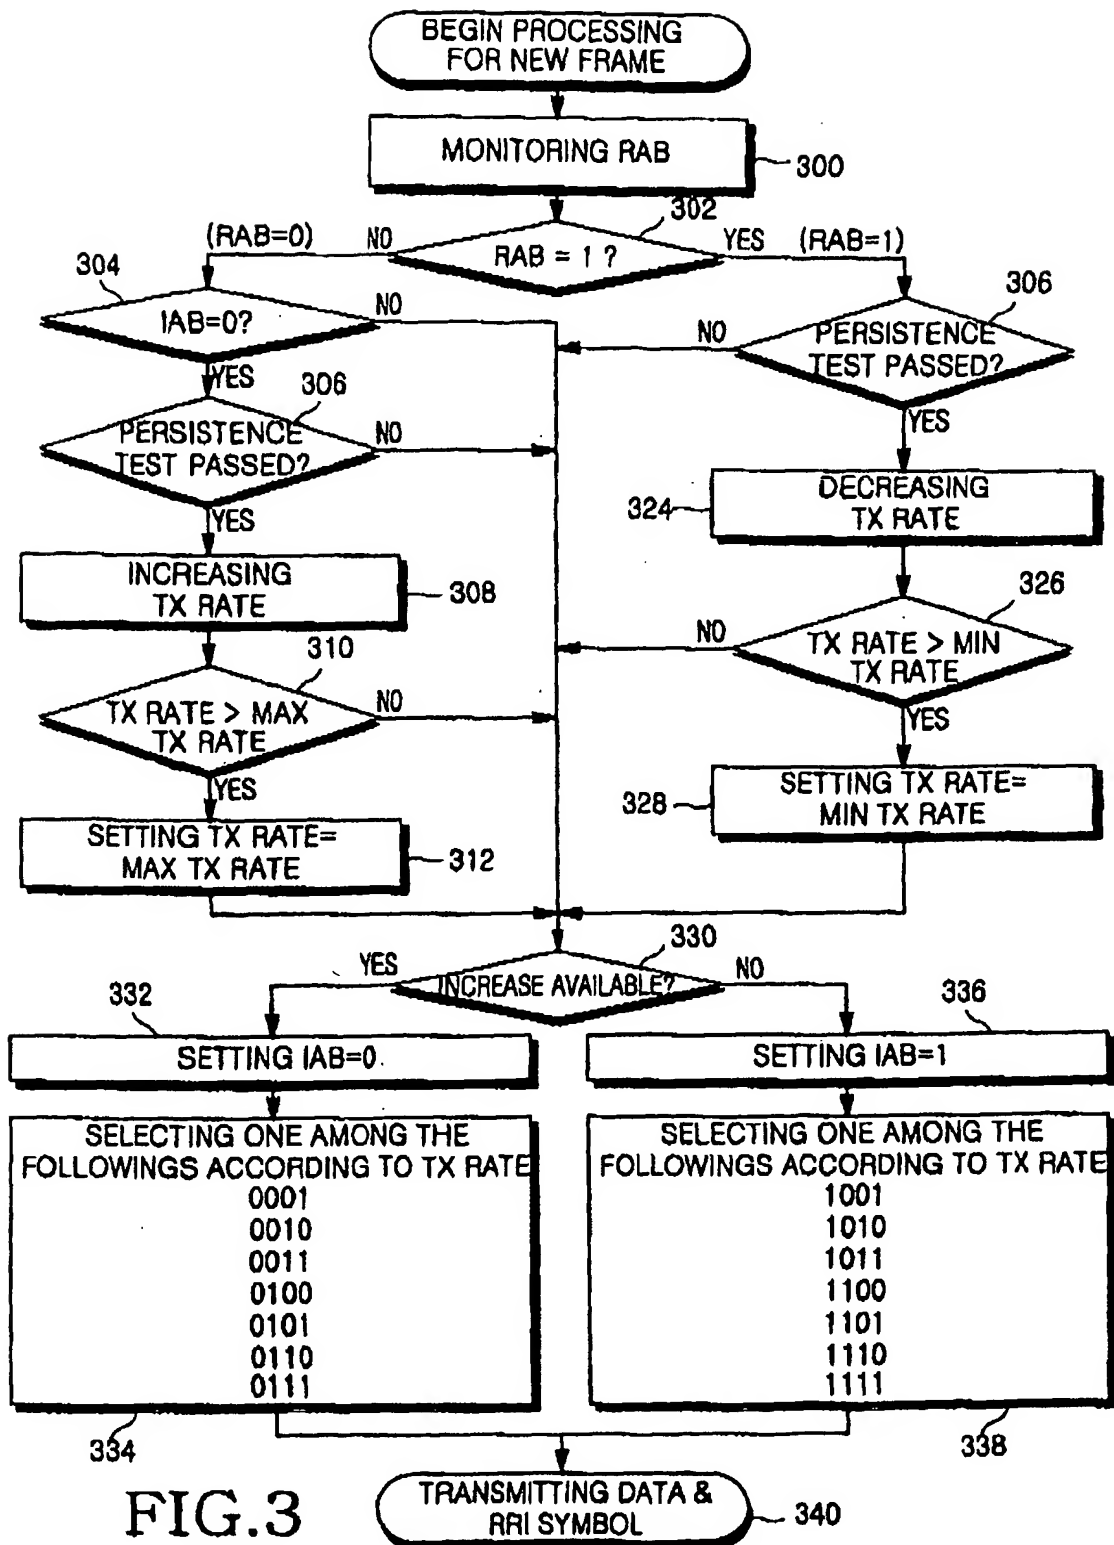 BEGIN PROCESSING
FOR NEW FRAME
MONITORING RAB
300
302
(RAB=0)
NO
RAB = 1 ?
YES
(RAB=1)
304
IAB=0?
NO
YES
306
PERSISTENCE
TEST PASSED?
NO
YES
306
PERSISTENCE
TEST PASSED?
NO
YES
324
DECREASING
TX RATE
INCREASING
TX RATE
308
326
TX RATE > MIN
TX RATE
NO
YES
310
TX RATE > MAX
TX RATE
NO
YES
328
SETTING TX RATE=
MIN TX RATE
SETTING TX RATE=
MAX TX RATE
312
330
YES
INCREASE AVAILABLE?
NO
332
336
SETTING IAB=0
SETTING IAB=1
SELECTING ONE AMONG THE
FOLLOWINGS ACCORDING TO TX RATE
0001
0010
0011
0100
0101
0110
0111
334
SELECTING ONE AMONG THE
FOLLOWINGS ACCORDING TO TX RATE
1001
1010
1011
1100
1101
1110
1111
338
FIG.3
TRANSMITTING DATA &
RRI SYMBOL
340